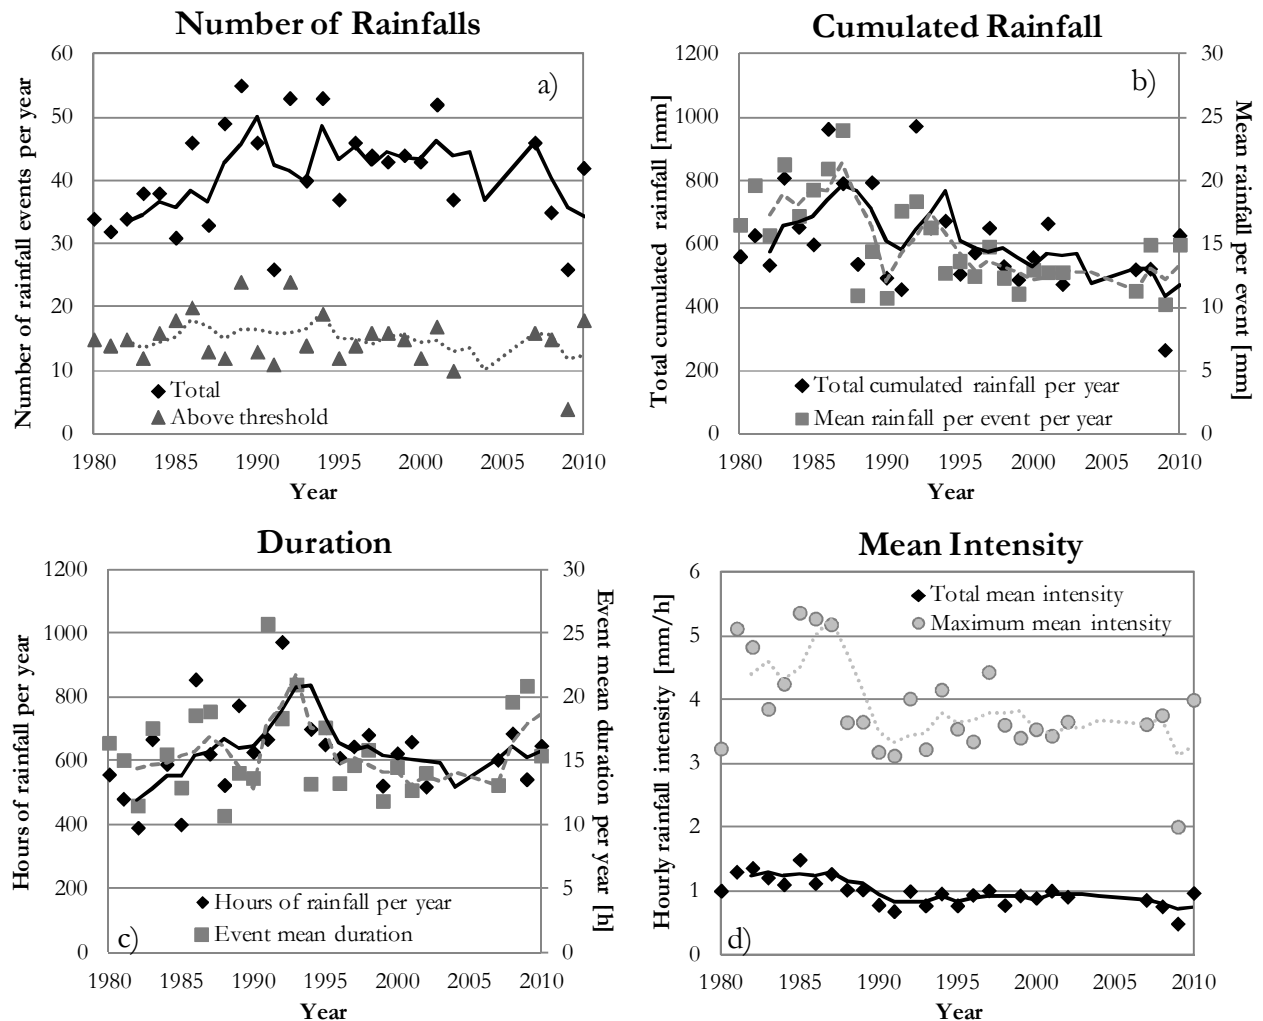 Number of Rainfalls
Number of rainfall events per year
60
50
40
30
20
10
0
a)
Total
Above threshold
1980 1985 1990 1995 2000 2005 2010
Year
Cumulated Rainfall
Total cumulated rainfall [mm]
1200
1000
800
600
400
200
0
b)
Total cumulated rainfall per year
Mean rainfall per event per year
30
25
20
15
10
5
0
Mean rainfall per event [mm]
1980 1985 1990 1995 2000 2005 2010
Year
Duration
Hours of rainfall per year
1200
1000
800
600
400
200
0
Hours of rainfall per year
Event mean duration
c)
30
25
20
15
10
5
0
Event mean duration per year [h]
1980 1985 1990 1995 2000 2005 2010
Year
Mean Intensity
Hourly rainfall intensity [mm/h]
6
5
4
3
2
1
0
Total mean intensity
Maximum mean intensity
d)
1980 1985 1990 1995 2000 2005 2010
Year